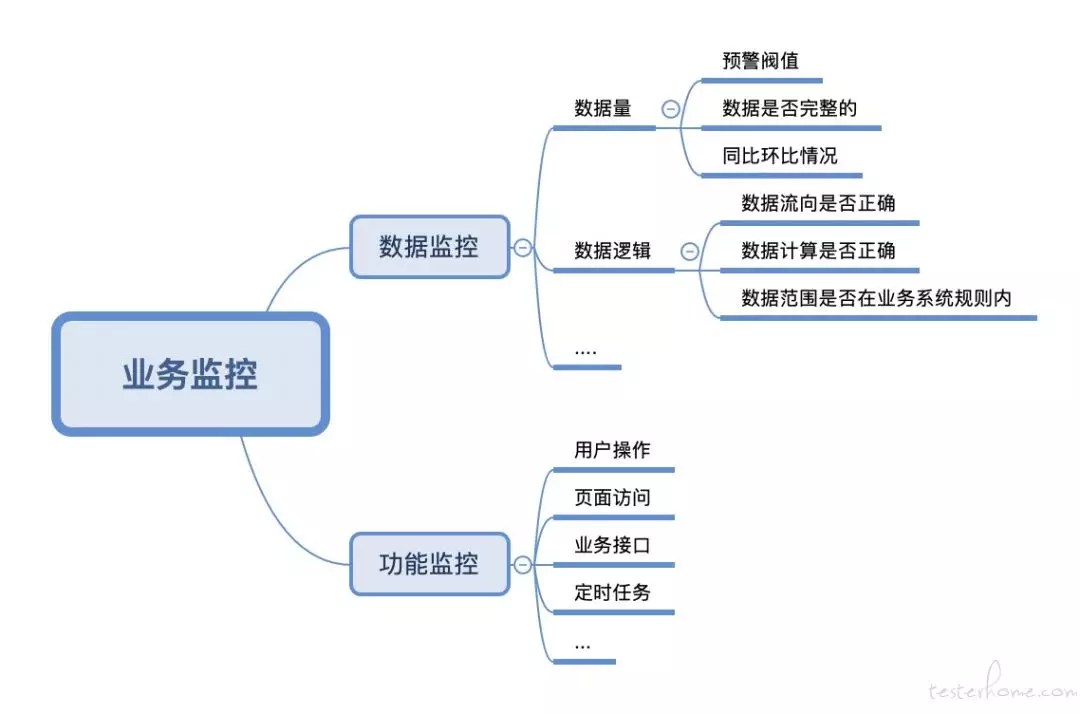 业务监控
数据监控
数据量
预警阀值
数据是否完整的
同比环比情况
数据逻辑
数据流向是否正确
数据计算是否正确
数据范围是否在业务系统规则内
....
功能监控
用户操作
页面访问
业务接口
定时任务
...
testerhome.com